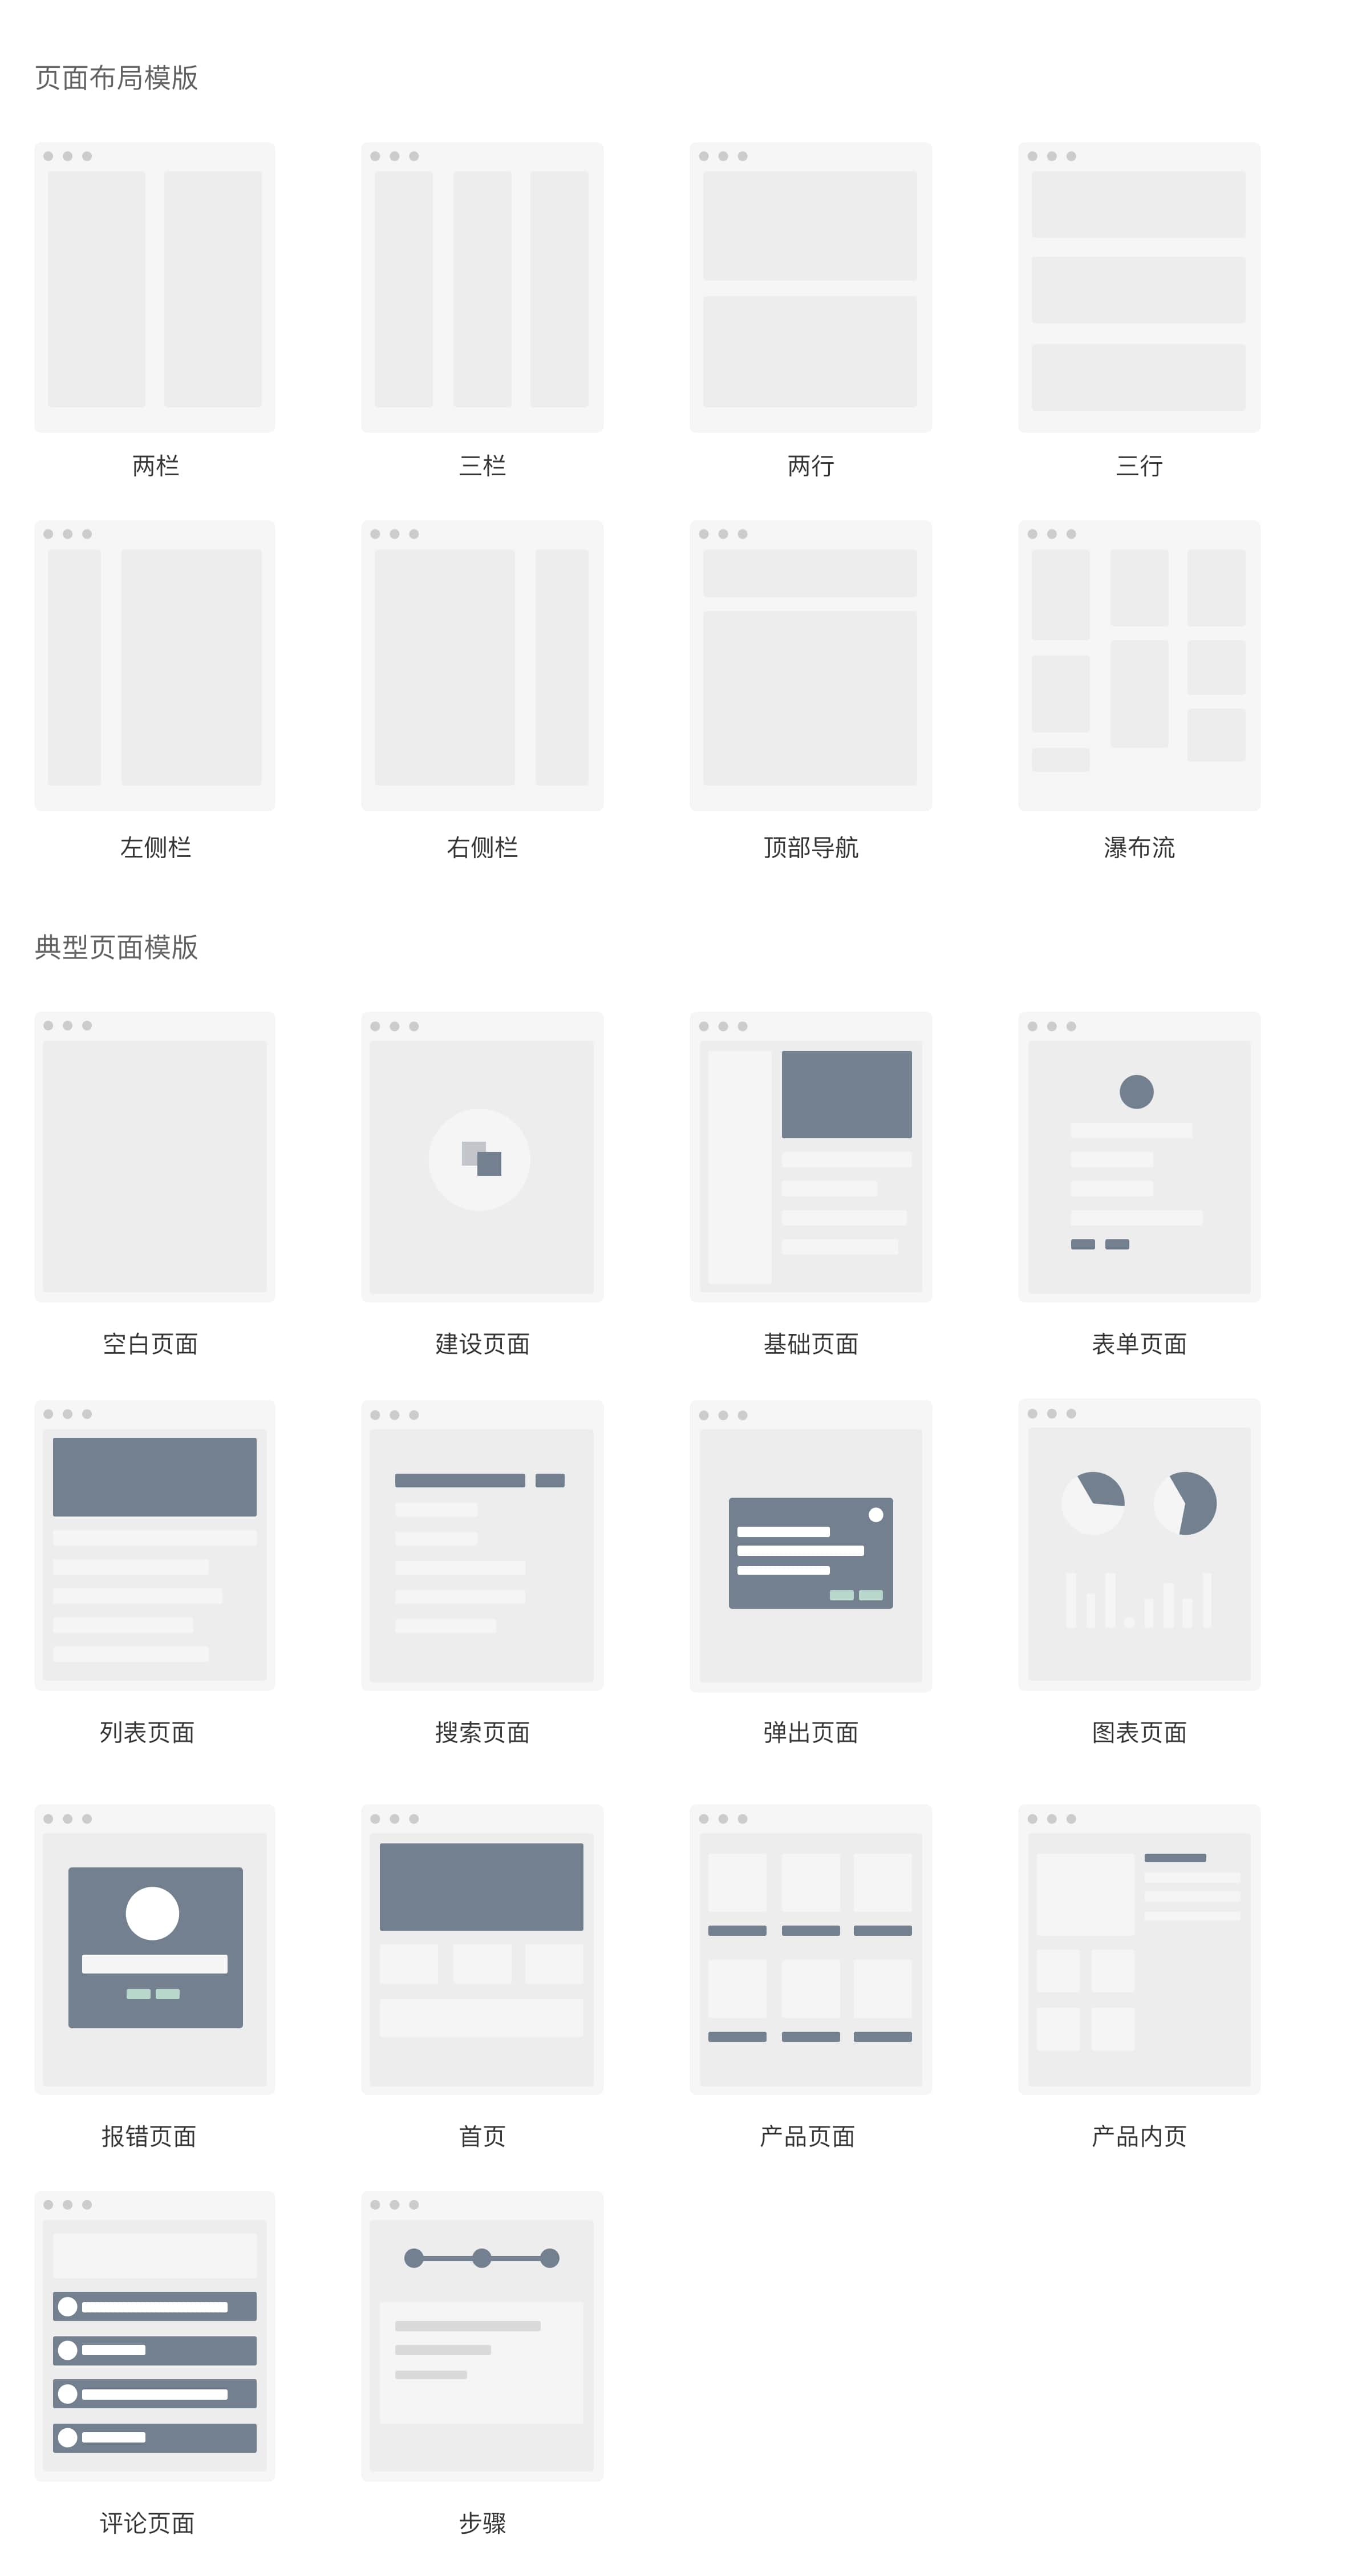 页面布局模版
两栏
三栏
两行
三行
左侧栏
右侧栏
顶部导航
瀑布流
典型页面模版
空白页面
建设页面
基础页面
表单页面
列表页面
搜索页面
弹出页面
图表页面
报错页面
首页
产品页面
产品内页
评论页面
步骤